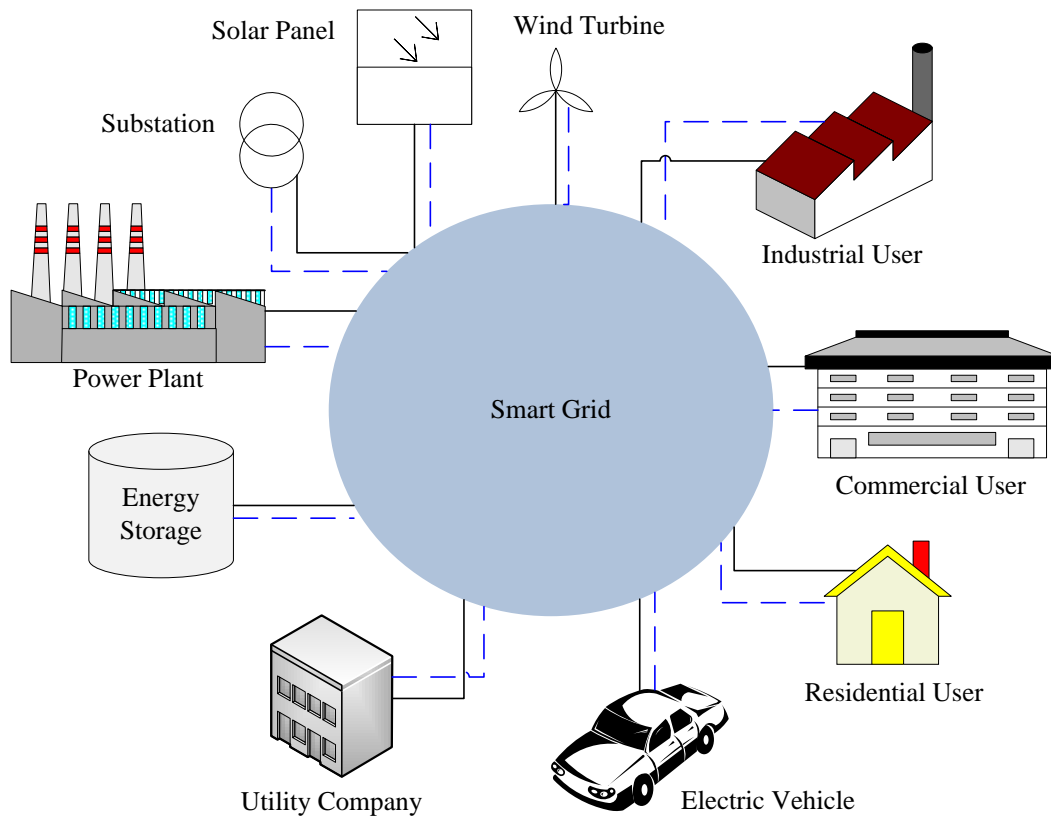 Solar Panel
Wind Turbine
Substation
Industrial User
Power Plant
Smart Grid
Energy
Storage
Commercial User
Residential User
Utility Company
Electric Vehicle